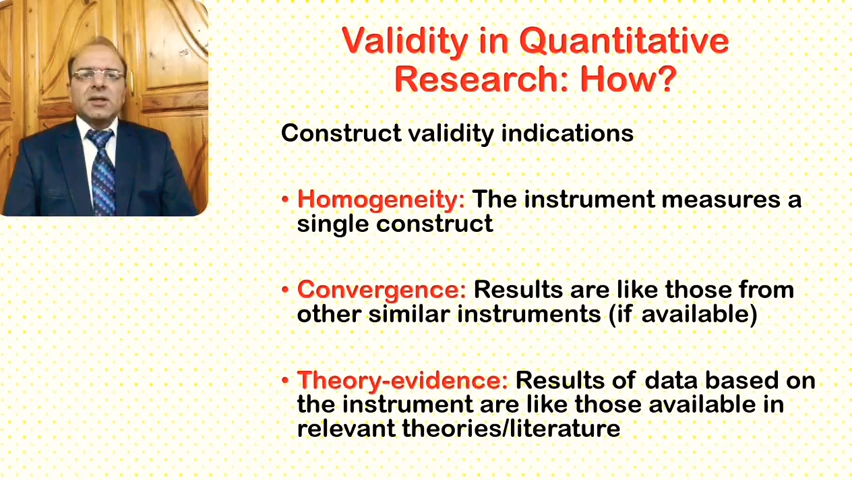 Validity in Quantitative
Research: How?
Construct validity indications
• Homogeneity: The instrument measures a
single construct
• Convergence: Results are like those from
other similar instruments (if available)
• Theory-evidence: Results of data based on
the instrument are like those available in
relevant theories/literature